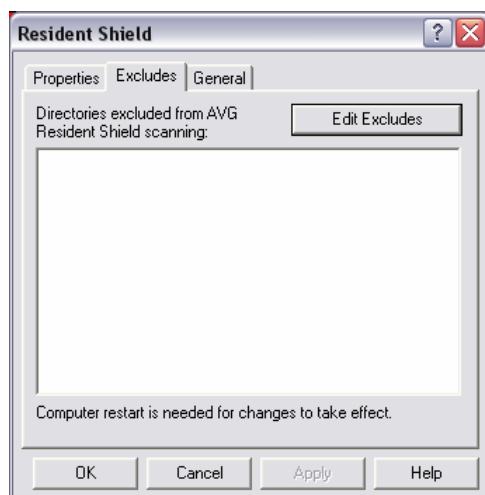 Resident Shield
Properties Excludes General
Directories excluded from AVG
Resident Shield scanning:
Edit Excludes
Computer restart is needed for changes to take effect.
OK Cancel Apply Help